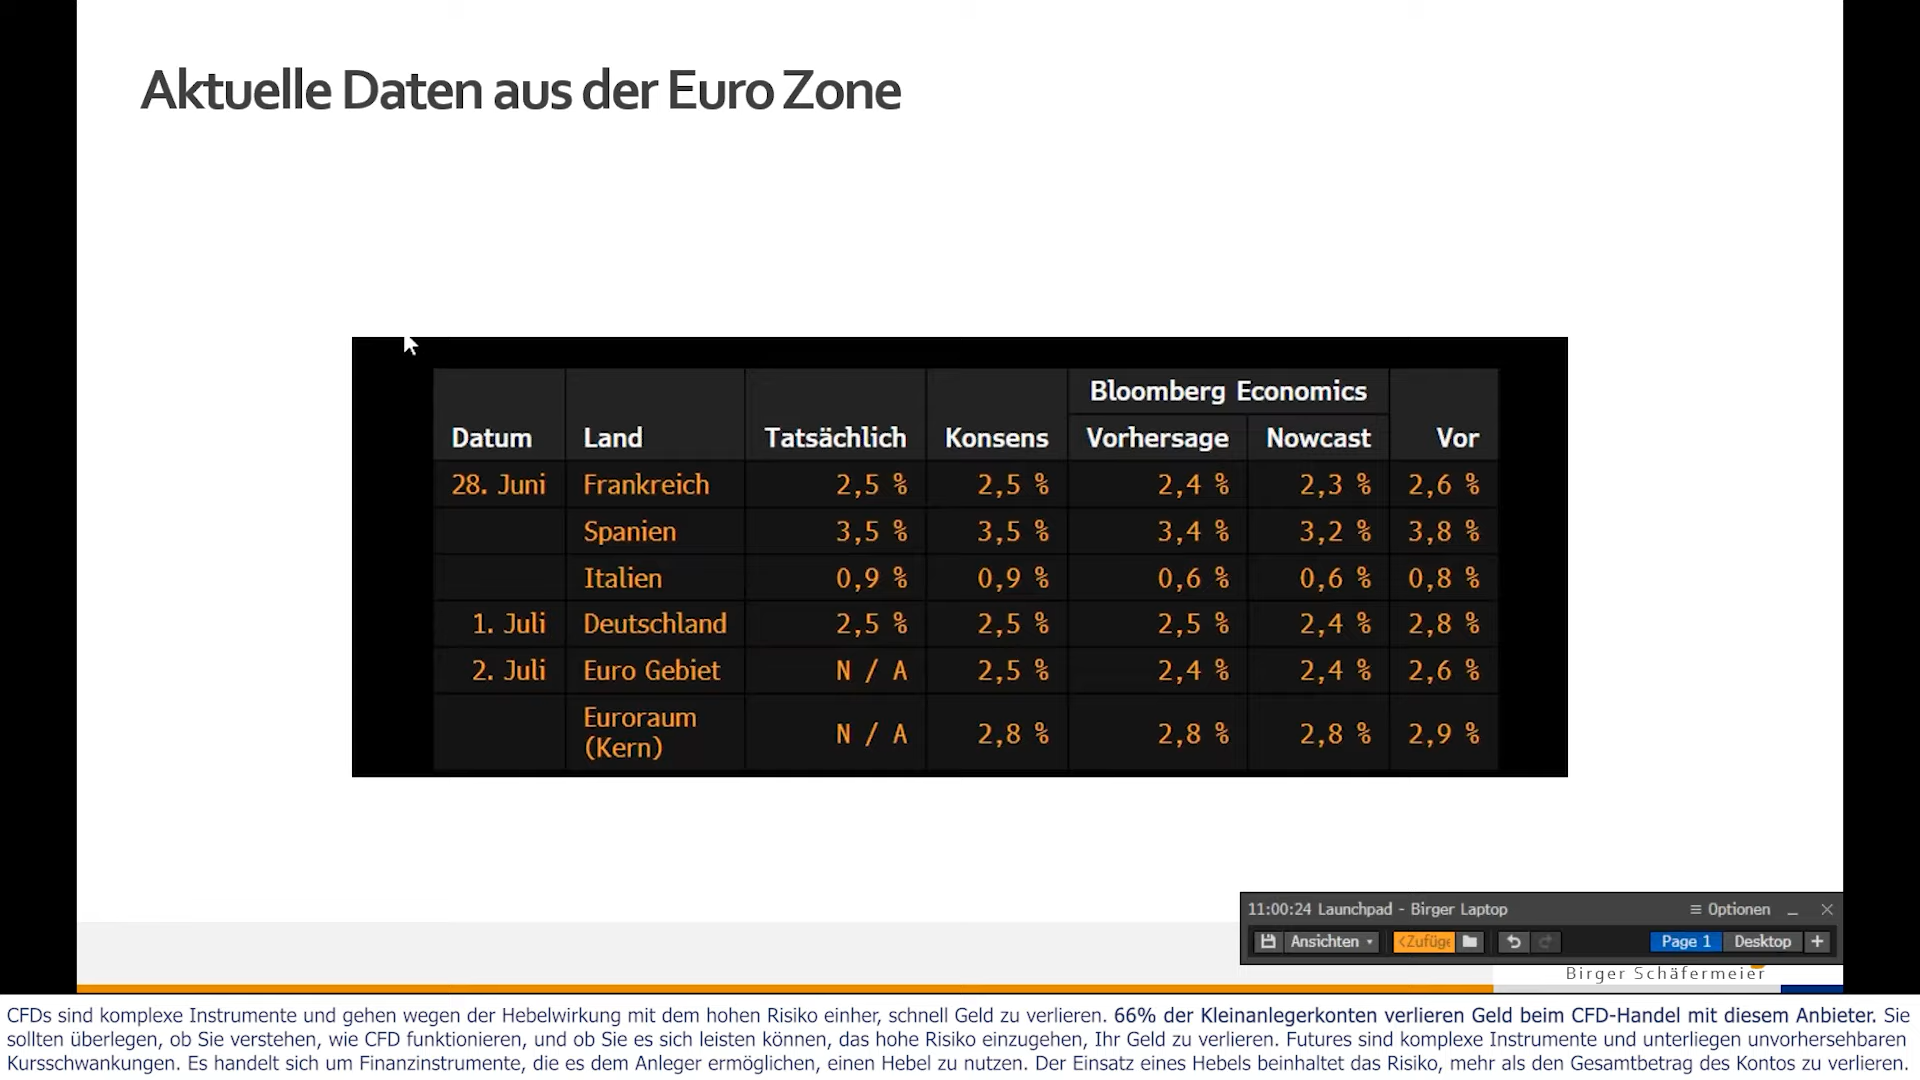 Aktuelle Daten aus der Euro Zone
Bloomberg Economics
Datum Land Tatsächlich Konsens Vorhersage Nowcast Vor
28. Juni Frankreich 2,5 % 2,5 % 2,4 % 2,3 % 2,6 %
Spanien 3,5 % 3,5 % 3,4 % 3,2 % 3,8 %
Italien 0,9 % 0,9 % 0,6 % 0,6 % 0,8 %
1. Juli Deutschland 2,5 % 2,5 % 2,5 % 2,4 % 2,8 %
2. Juli Euro Gebiet N / A 2,5 % 2,4 % 2,4 % 2,6 %
Euroraum
(Kern) N / A 2,8 % 2,8 % 2,8 % 2,9 %
11:00:24 Launchpad - Birger Laptop Optionen
Ansichten <Zufüge Page 1 Desktop +
Birger Schäfermeier
CFDs sind komplexe Instrumente und gehen wegen der Hebelwirkung mit dem hohen Risiko einher, schnell Geld zu verlieren. 66% der Kleinanlegerkonten verlieren Geld beim CFD-Handel mit diesem Anbieter. Sie
sollten überlegen, ob Sie verstehen, wie CFD funktionieren, und ob Sie es sich leisten können, das hohe Risiko einzugehen, Ihr Geld zu verlieren. Futures sind komplexe Instrumente und unterliegen unvorhersehbaren
Kursschwankungen. Es handelt sich um Finanzinstrumente, die es dem Anleger ermöglichen, einen Hebel zu nutzen. Der Einsatz eines Hebels beinhaltet das Risiko, mehr als den Gesamtbetrag des Kontos zu verlieren.